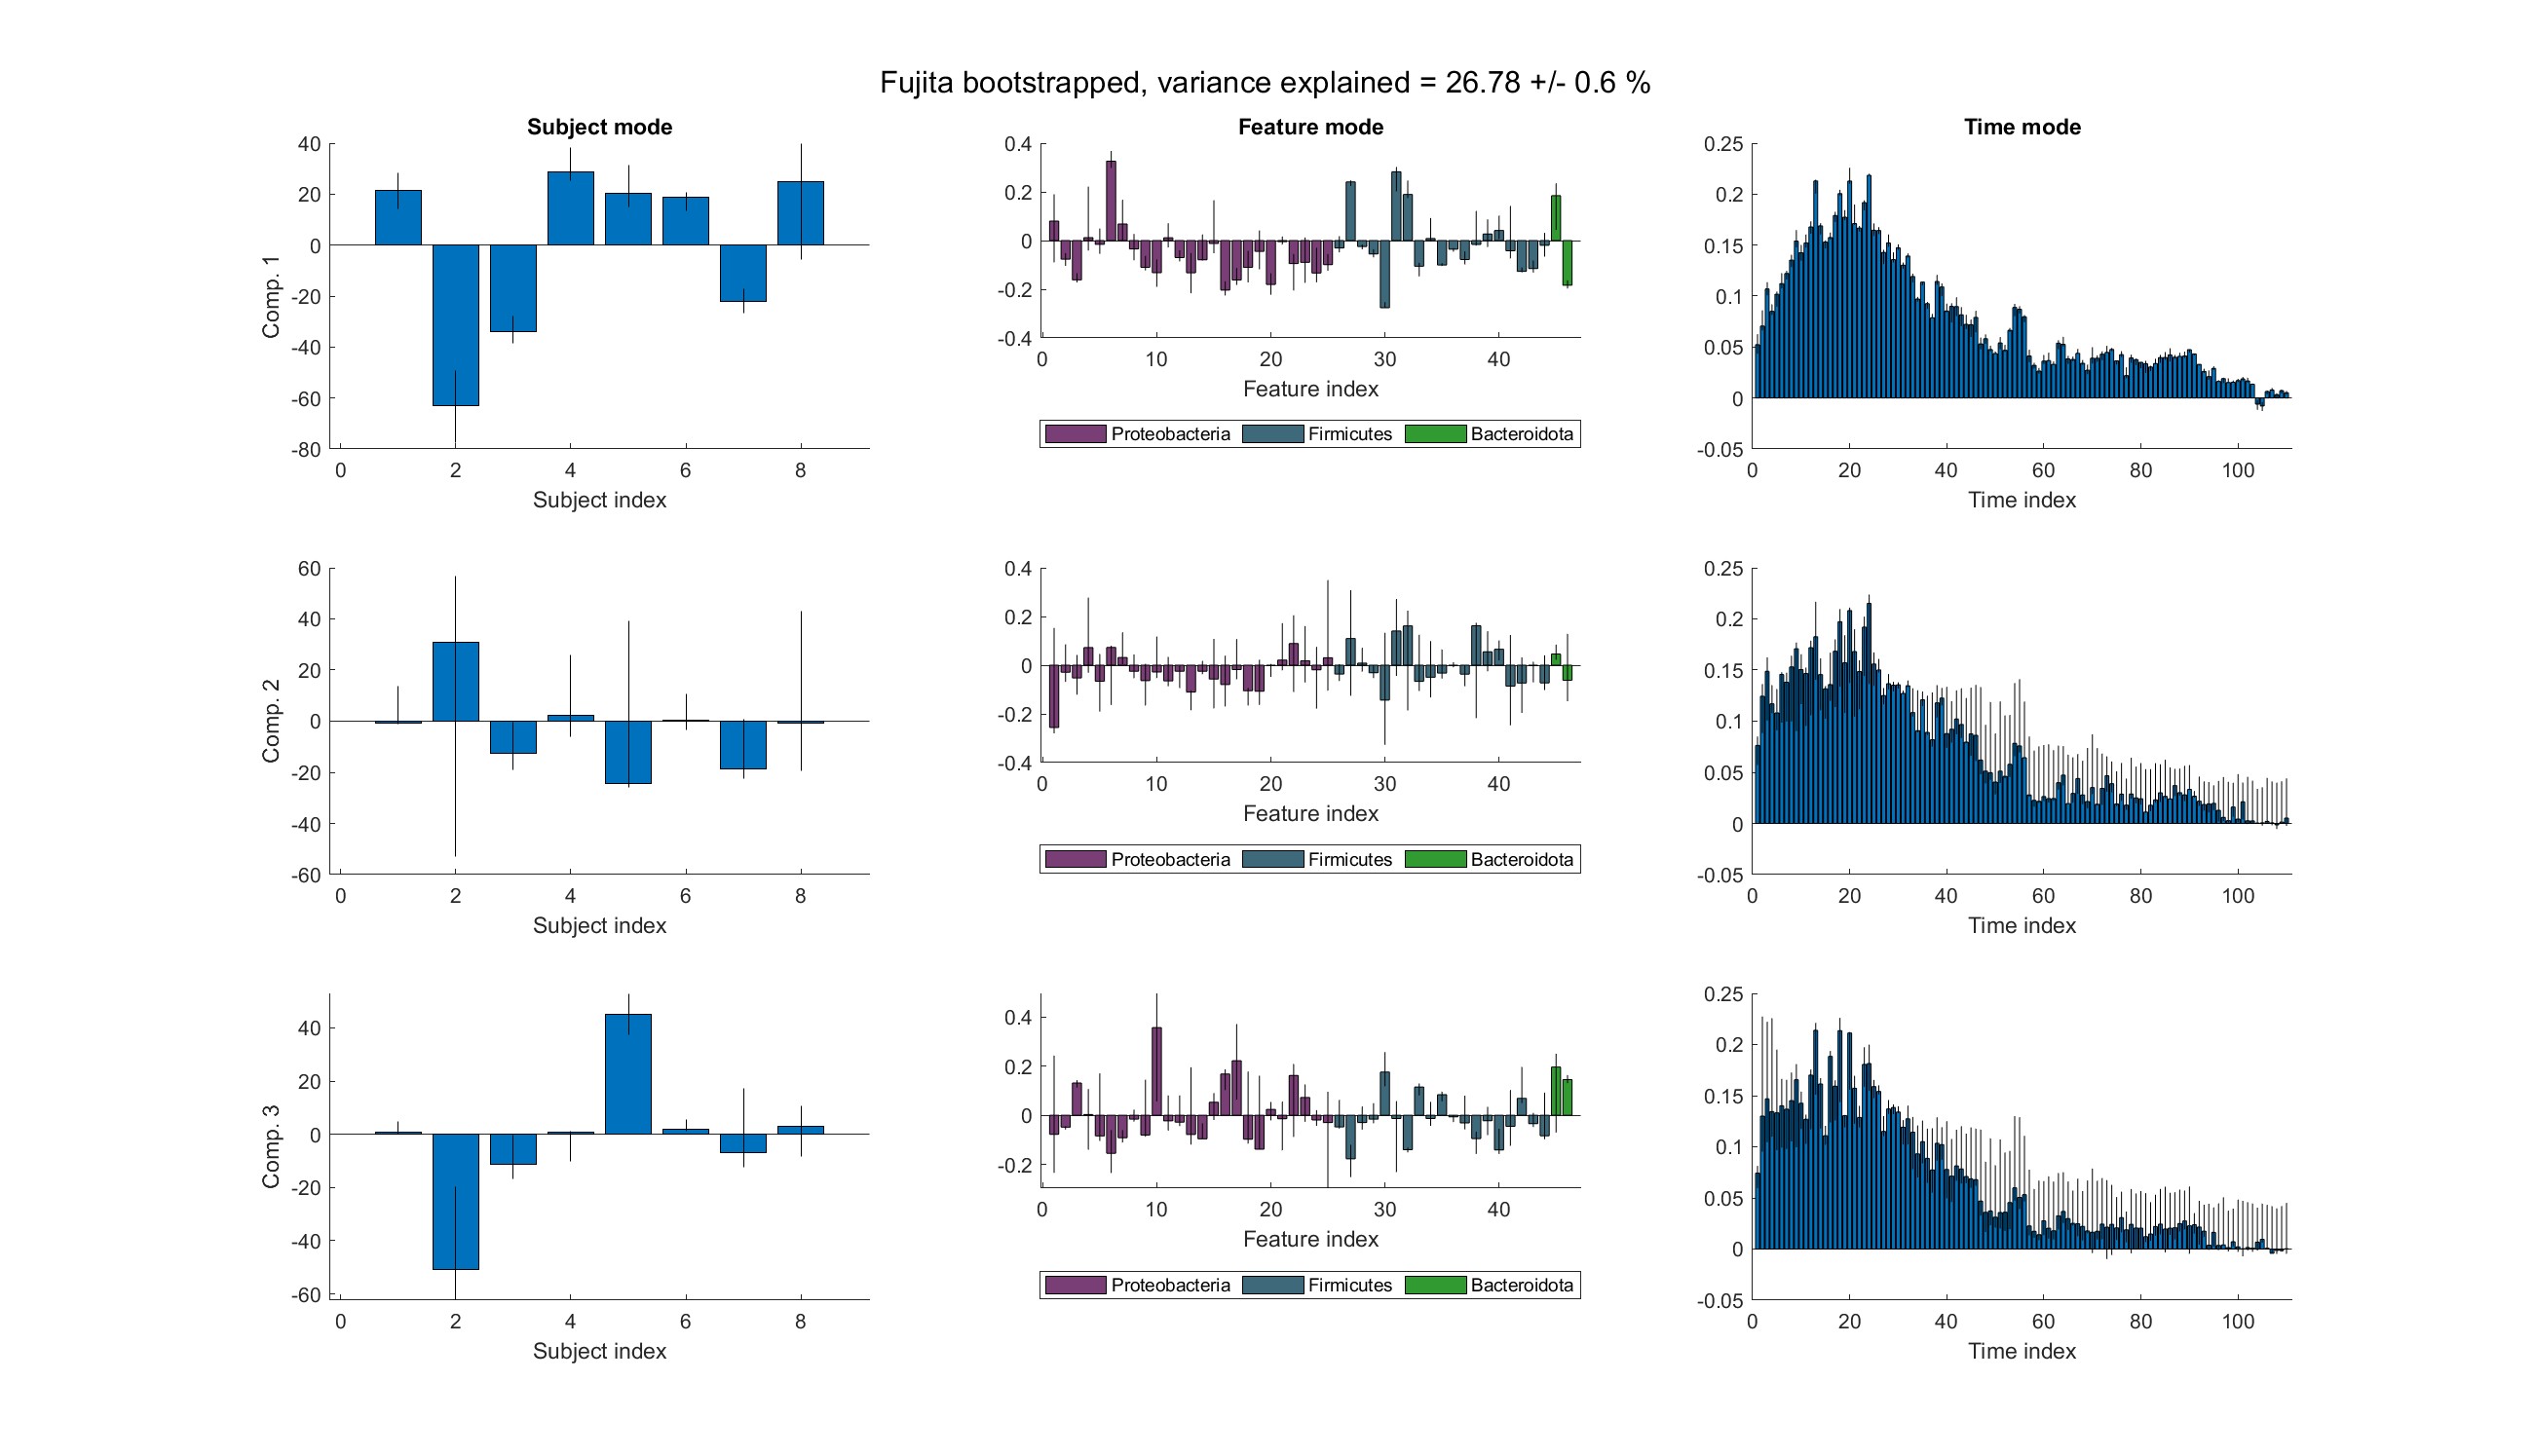 Fujita bootstrapped, variance explained = 26.78 +/- 0.6 %
Subject mode
Feature mode
Time mode
Comp. 1
40
20
0
-20
-40
-60
-80
0 2 4 6 8
Subject index
0.4
0.2
0
-0.2
-0.4
0 10 20 30 40
Feature index
Proteobacteria Firmicutes Bacteroidota
0.25
0.2
0.15
0.1
0.05
0
-0.05
0 20 40 60 80 100
Time index
Comp. 2
60
40
20
0
-20
-40
-60
0 2 4 6 8
Subject index
0.4
0.2
0
-0.2
-0.4
0 10 20 30 40
Feature index
Proteobacteria Firmicutes Bacteroidota
0.25
0.2
0.15
0.1
0.05
0
-0.05
0 20 40 60 80 100
Time index
Comp. 3
40
20
0
-20
-40
-60
0 2 4 6 8
Subject index
0.4
0.2
0
-0.2
0 10 20 30 40
Feature index
Proteobacteria Firmicutes Bacteroidota
0.25
0.2
0.15
0.1
0.05
0
-0.05
0 20 40 60 80 100
Time index